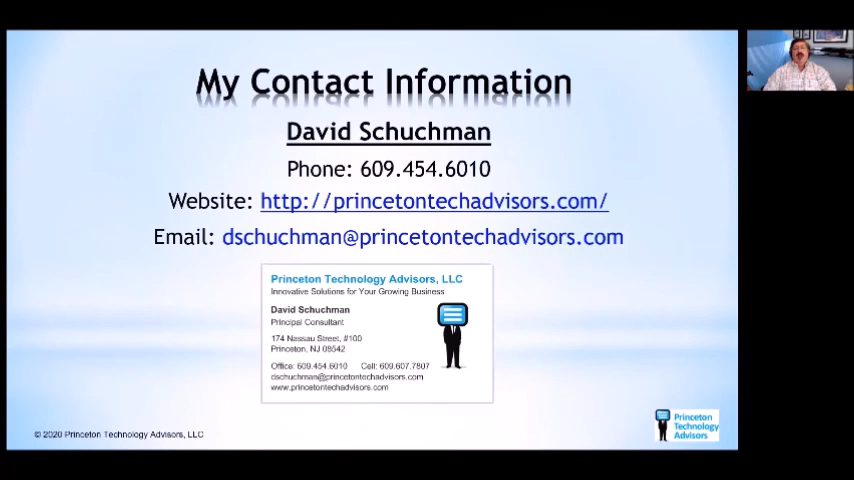 My Contact Information
David Schuchman
Phone: 609.454.6010
Website: http://princetontechadvisors.com/
Email: dschuchman@princetontechadvisors.com
Princeton Technology Advisors, LLC
Innovative Solutions for Your Growing Business
David Schuchman
Principal Consultant
174 Nassau Street, #100
Princeton, NJ 08542
Office: 609.454.6010 Cell: 609.607.7807
dschuchman@princetontechadvisors.com
www.princetontechadvisors.com
© 2020 Princeton Technology Advisors, LLC
Princeton
Technology
Advisors